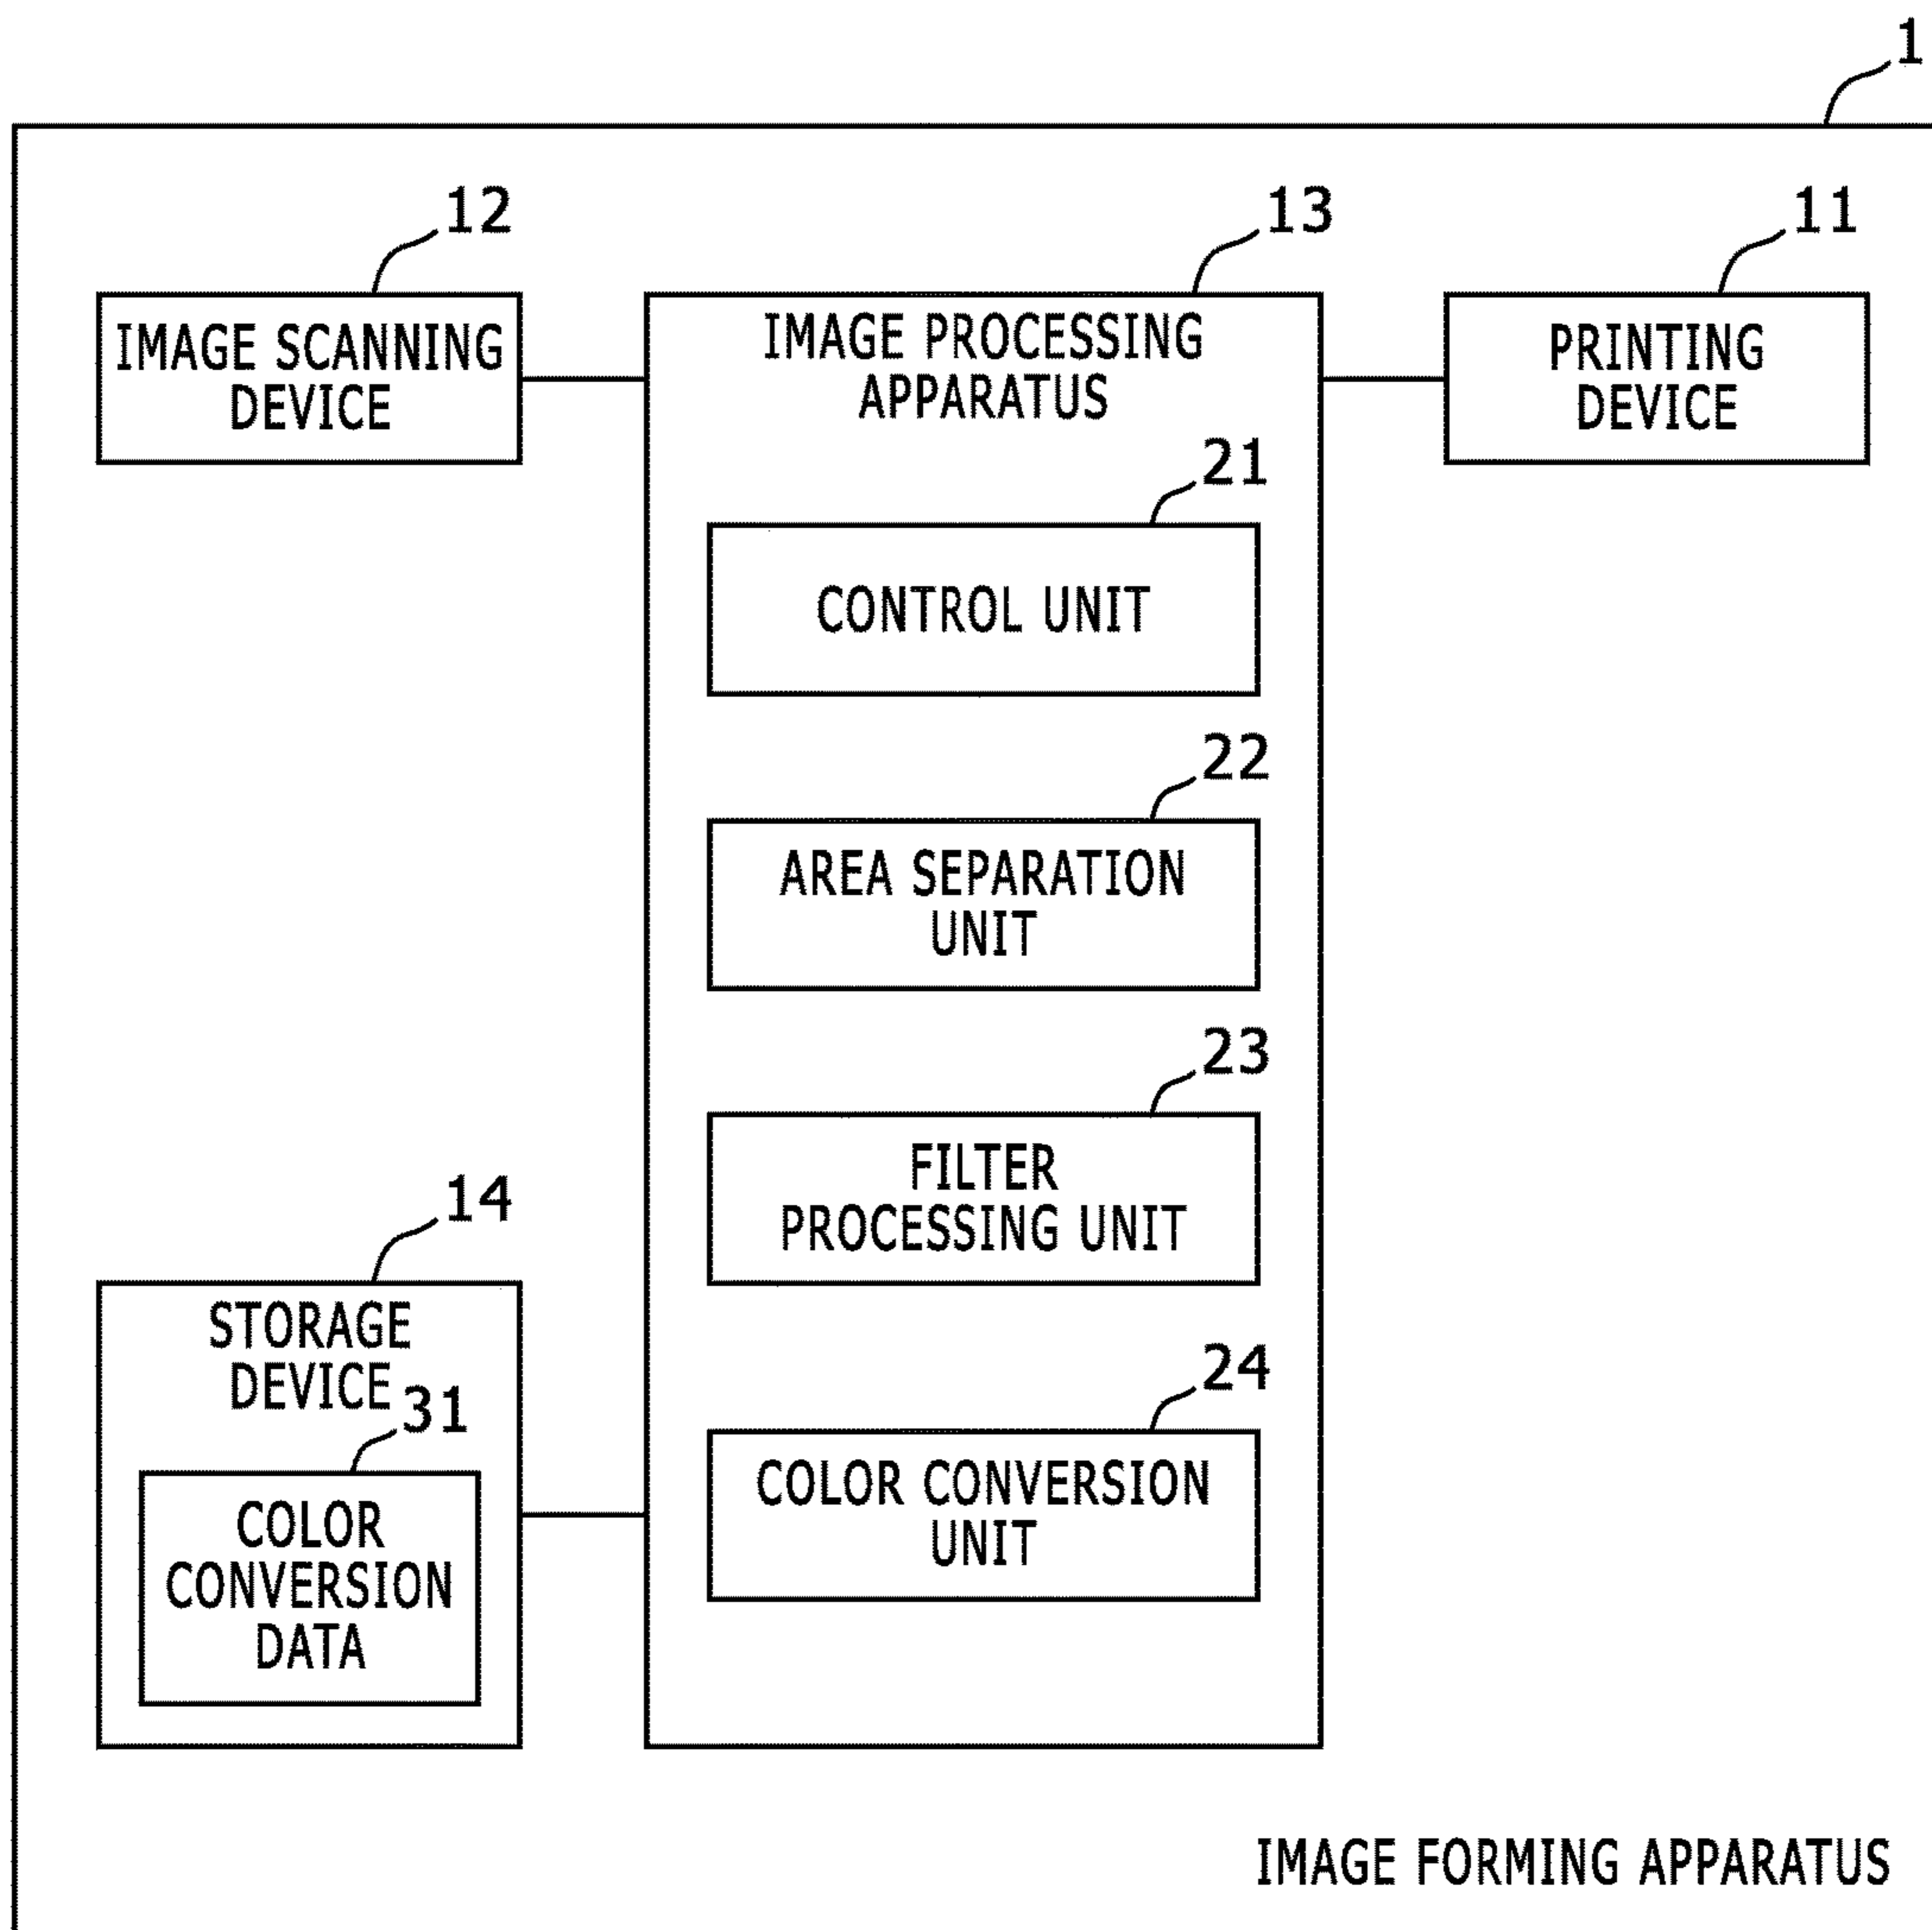 1
12
13
11
IMAGE SCANNING
DEVICE
IMAGE PROCESSING
APPARATUS
PRINTING
DEVICE
21
CONTROL UNIT
22
AREA SEPARATION
UNIT
23
FILTER
PROCESSING UNIT
14
STORAGE
DEVICE
31
COLOR
CONVERSION
DATA
24
COLOR CONVERSION
UNIT
IMAGE FORMING APPARATUS